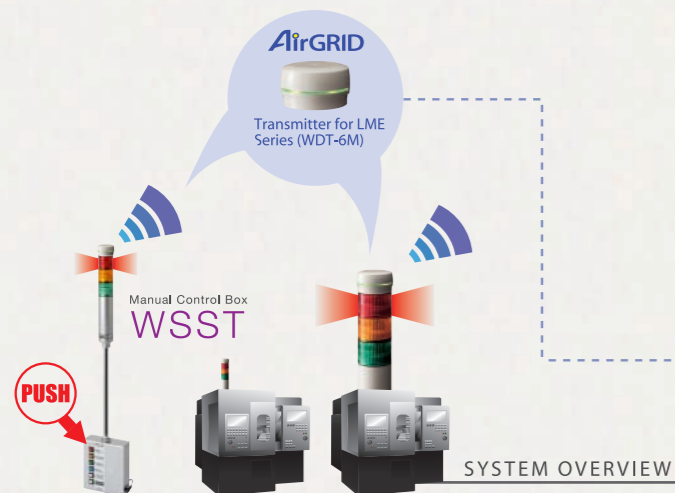 AirGRID
Transmitter for LME
Series (WDT-6M)
Manual Control Box
WSST
PUSH
SYSTEM OVERVIEW